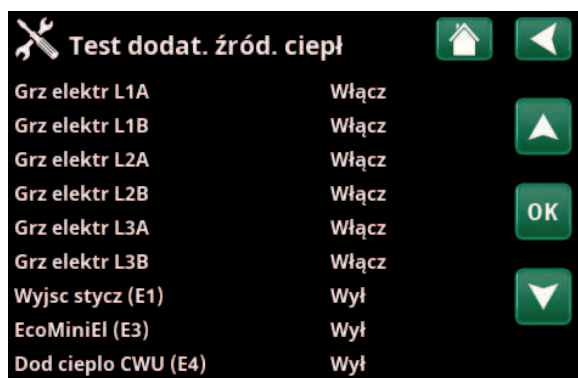 Test dodat. źród. ciepł
Grz elektr L1A Włącz
Grz elektr L1B Włącz
Grz elektr L2A Włącz
Grz elektr L2B Włącz
Grz elektr L3A Włącz
Grz elektr L3B Włącz
OK
Wyjsc stycz (E1) Wył
EcoMiniEl (E3) Wył
Dod cieplo CWU (E4) Wył